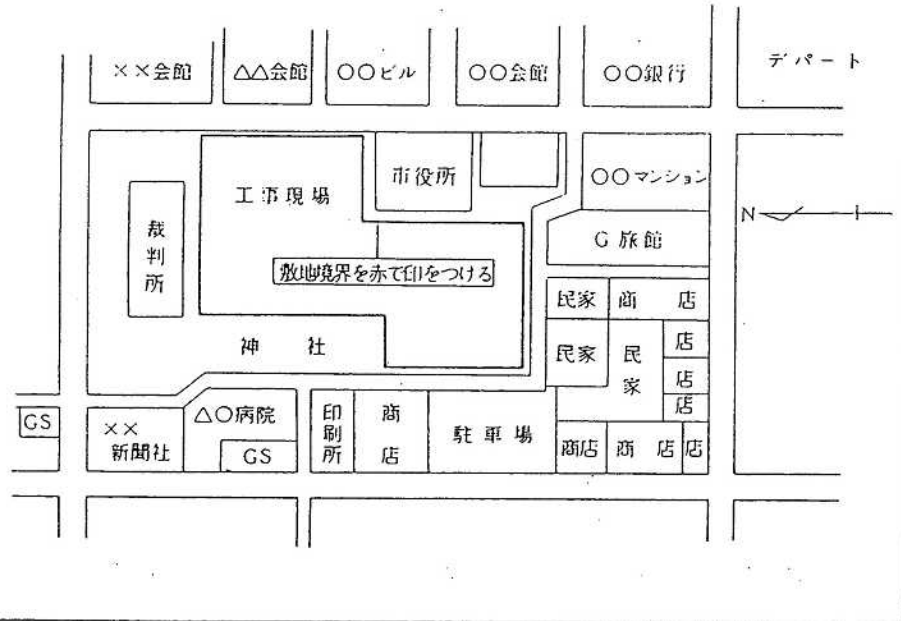 ××会館
△△会館
○○ビル
○○会館
○○銀行
デパート
工事現場
市役所
○○マンション
裁判所
N
G旅館
敷地境界を赤で印をつける
民家
商店
神社
民家
民家
店
店
店
GS
××
新聞社
△○病院
GS
印刷所
商店
駐車場
商店
商店
店